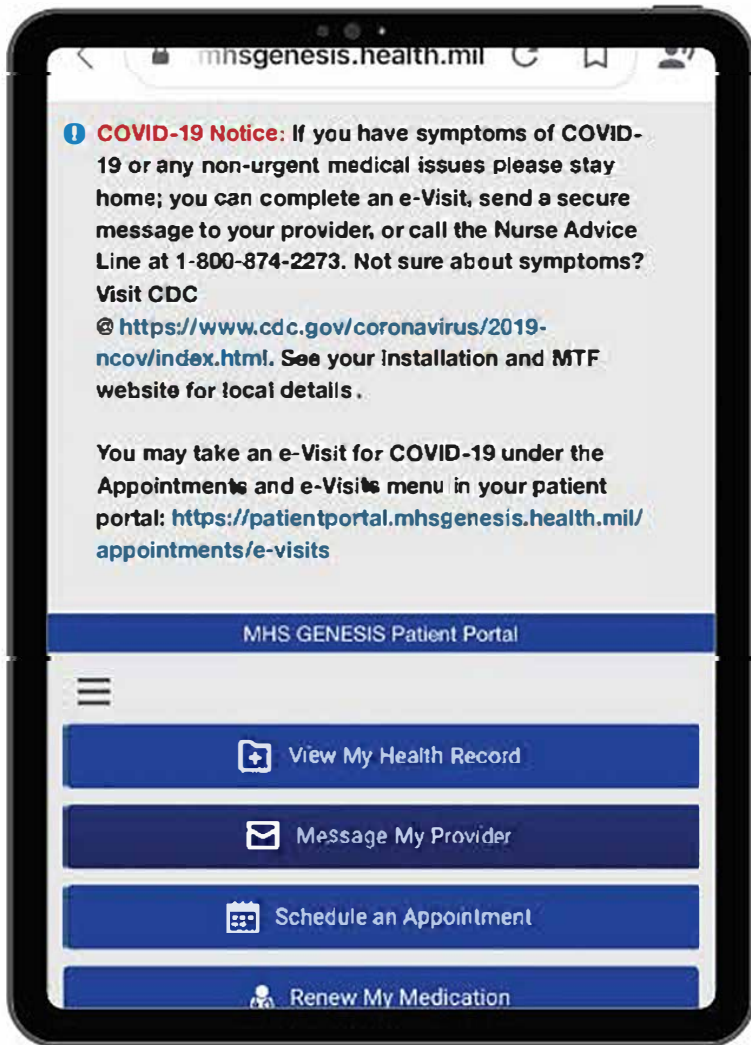 mhsgenesis.health.mil
COVID-19 Notice: If you have symptoms of COVID-
19 or any non-urgent medical issues please stay
home; you can complete an e-Visit, send a secure
message to your provider, or call the Nurse Advice
Line at 1-800-874-2273. Not sure about symptoms?
Visit CDC
@ https://www.cdc.gov/coronavirus/2019-
ncov/index.html. See your Installation and MTF
website for local details.
You may take an e-Visit for COVID-19 under the
Appointments and e-Visits menu in your patient
portal: https://patientportal.mhsgenesis.health.mil/
appointments/e-visits
MHS GENESIS Patient Portal
View My Health Record
Message My Provider
Schedule an Appointment
Renew My Medication